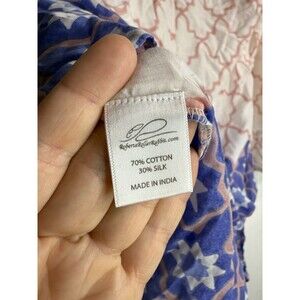 RobertaRollerRabbit.com
70% COTTON
30% SILK
MADE IN INDIA